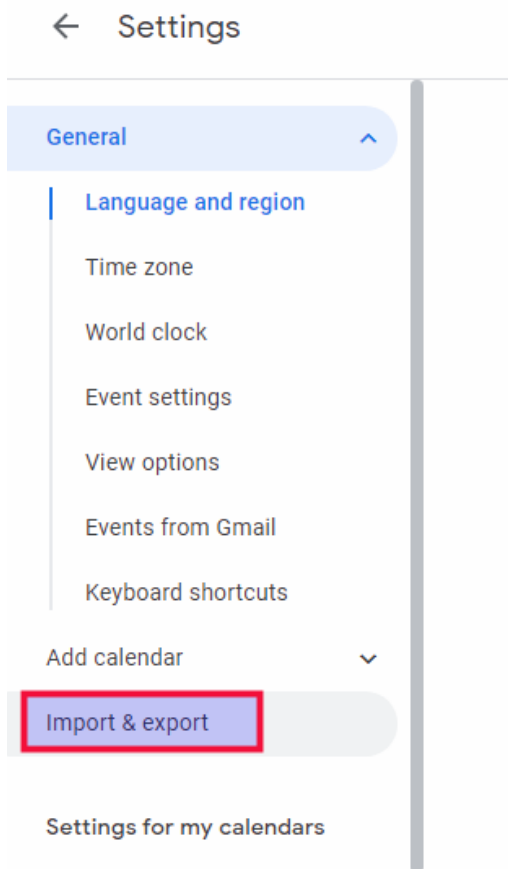 Settings
General
Language and region
Time zone
World clock
Event settings
View options
Events from Gmail
Keyboard shortcuts
Add calendar
Import & export
Settings for my calendars